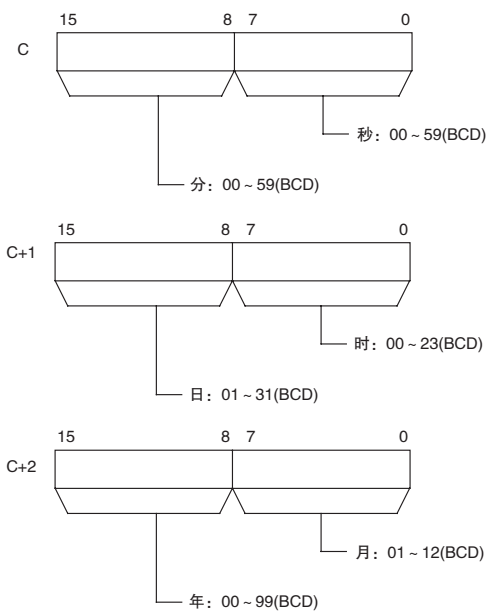 15 8 7 0
C
秒：00～59(BCD)
分：00～59(BCD)
15 8 7 0
C+1
时：00～23(BCD)
日：01～31(BCD)
15 8 7 0
C+2
月：01～12(BCD)
年：00～99(BCD)